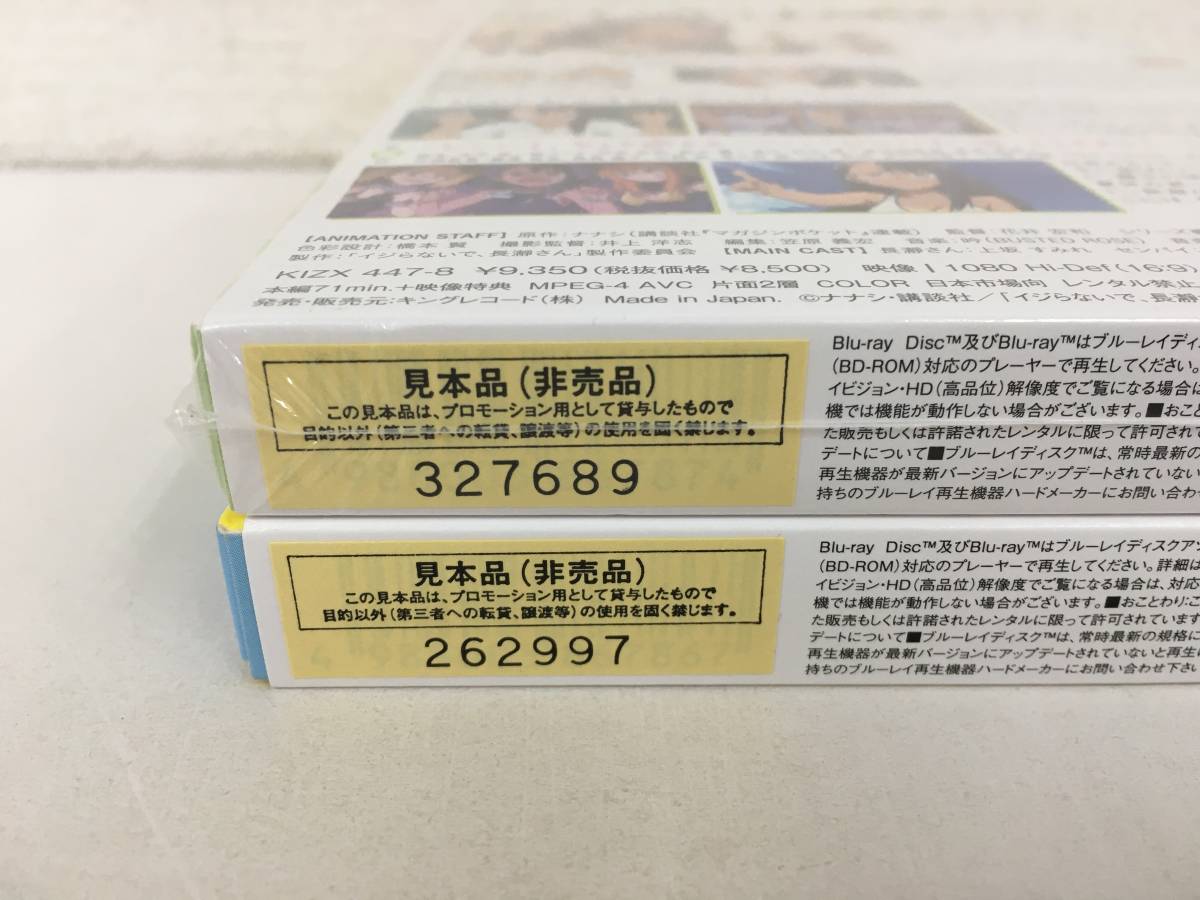 【ANIMATION STAFF】 原作：ナナシ（講談社『マガジンポケット』連載） 監督：花井 宏和
色彩設計：橋本 賢 撮影監督：井上 洋志 編集：笠原 義宏 音楽：吟(BUSTED ROSE)
製作：「イジらないで、長瀞さん」製作委員会 【MAIN CAST】 長瀞さん：上坂 すみれ センパイ
KIZX 447-8 ¥9,350（税抜価格 ¥8,500） 映像 | 1080 Hi-Def（16:9）
本編71min.＋映像特典 MPEG-4 AVC 片面2層 COLOR 日本市場向 レンタル禁止
発売・販売元：キングレコード（株） Made in Japan. ©ナナシ・講談社／「イジらないで、長瀞
見本品（非売品）
この見本品は、プロモーション用として貸与したもので
目的以外（第三者への転貸、譲渡等）の使用を固く禁じます。
327689
Blu-ray Disc™及びBlu-ray™はブルーレイディス
（BD-ROM）対応のプレーヤーで再生してください。
イビジョン・HD（高品位）解像度でご覧になる場合は
機では機能が動作しない場合がございます。■おことわ
た販売もしくは許諾されたレンタルに限って許可されて
デートについて■ブルーレイディスク™は、常時最新の
再生機器が最新バージョンにアップデートされていない
持ちのブルーレイ再生機器ハードメーカーにお問い合わせ
見本品（非売品）
この見本品は、プロモーション用として貸与したもので
目的以外（第三者への転貸、譲渡等）の使用を固く禁じます。
262997
Blu-ray Disc™及びBlu-ray™はブルーレイディスクアソ
（BD-ROM）対応のプレーヤーで再生してください。詳細は
イビジョン・HD（高品位）解像度でご覧になる場合は、対応
機では機能が動作しない場合がございます。■おことわり：こ
た販売もしくは許諾されたレンタルに限って許可されています
デートについて■ブルーレイディスク™は、常時最新の規格に
再生機器が最新バージョンにアップデートされていないと再生に
持ちのブルーレイ再生機器ハードメーカーにお問い合わせ下さい